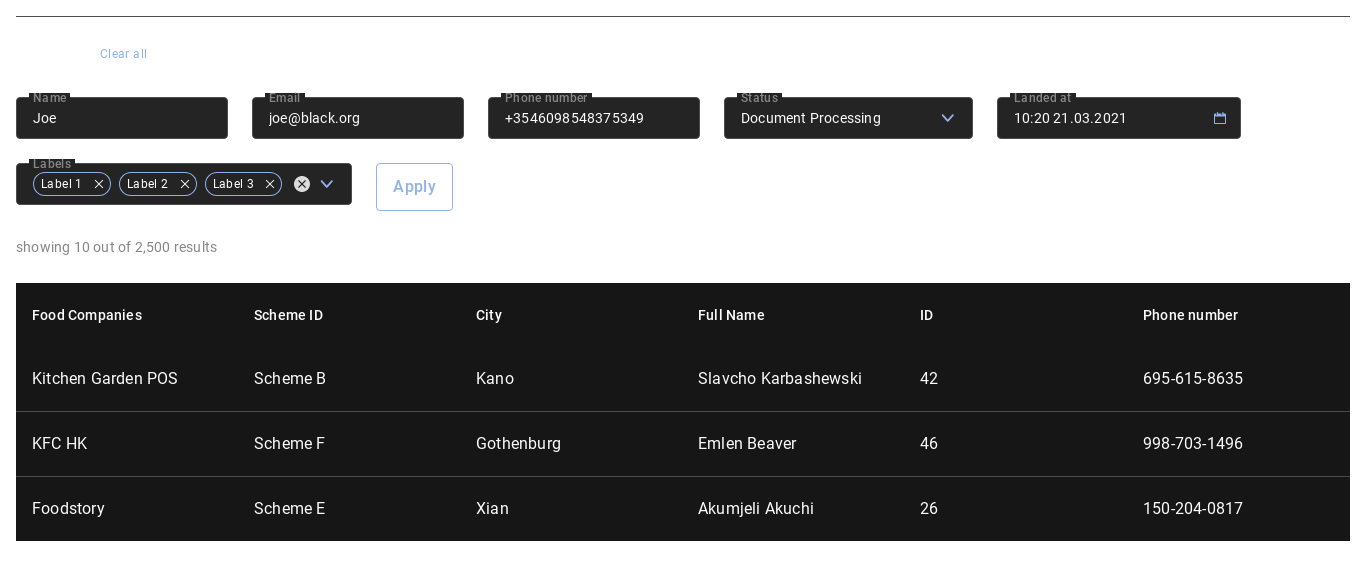 Clear all
Name
Joe
Email
joe@black.org
Phone number
+3546098548375349
Status
Document Processing
Landed at
10:20 21.03.2021
Labels
Label 1 Label 2 Label 3
Apply
showing 10 out of 2,500 results
Food Companies Scheme ID City Full Name ID Phone number
Kitchen Garden POS Scheme B Kano Slavcho Karbashewski 42 695-615-8635
KFC HK Scheme F Gothenburg Emlen Beaver 46 998-703-1496
Foodstory Scheme E Xian Akumjeli Akuchi 26 150-204-0817